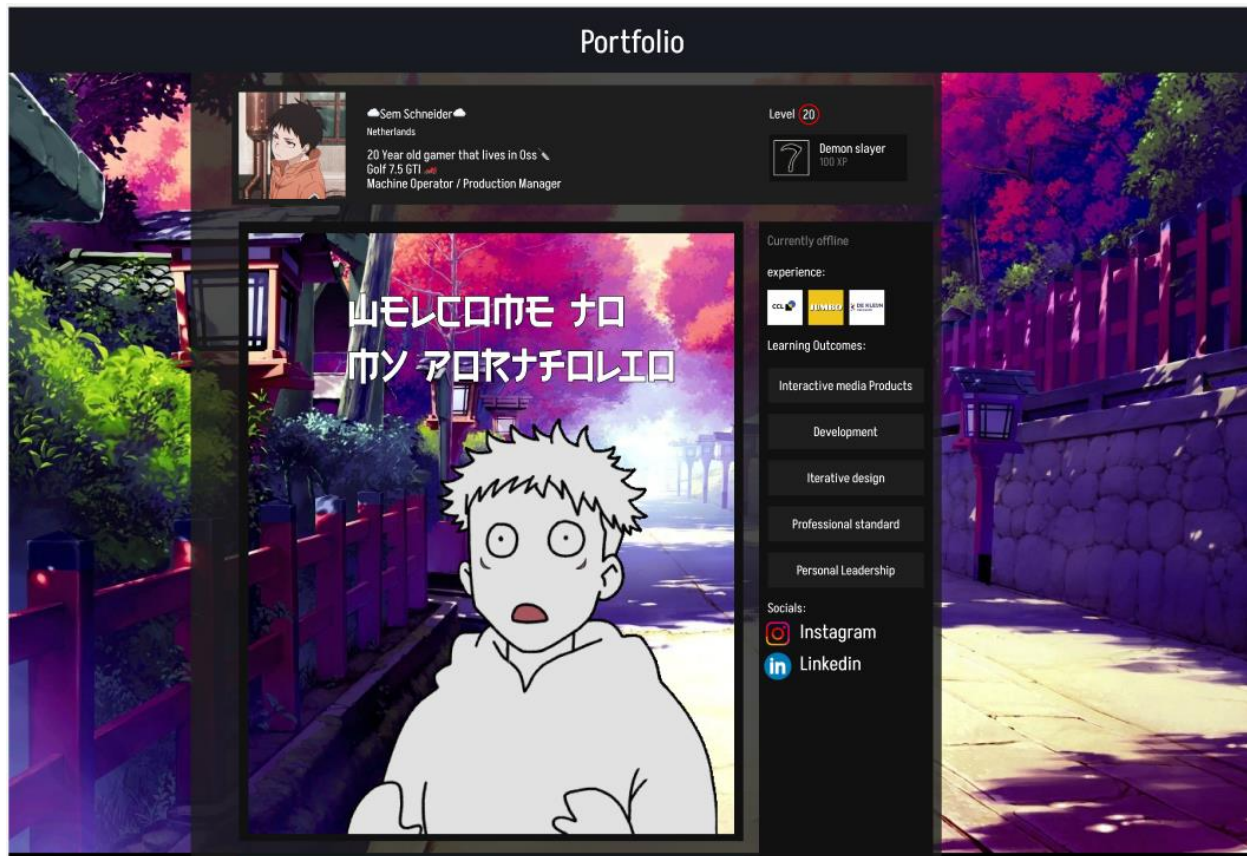 Portfolio
Sem Schneider
Netherlands
20 Year old gamer that lives in Oss
Golf 7.5 GTI
Machine Operator / Production Manager
Level 20
Demon slayer
100 XP
WELCOME TO
MY PORTFOLIO
Currently offline
experience:
CCL
JUMBO
DE KLEIJN
Learning Outcomes:
Interactive media Products
Development
Iterative design
Professional standard
Personal Leadership
Socials:
Instagram
in Linkedin